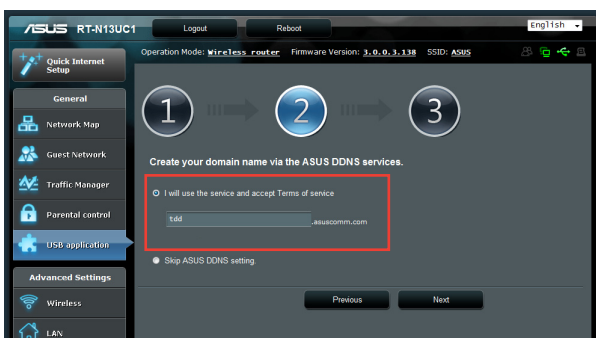 ASUS RT-N13UC1 Logout Reboot English
Operation Mode: Wireless router Firmware Version: 3.0.0.3.138 SSID: ASUS
Quick Internet
Setup
General
Network Map
Guest Network
Traffic Manager
Parental control
USB application
Advanced Settings
Wireless
LAN
1 2 3
Create your domain name via the ASUS DDNS services.
I will use the service and accept Terms of service
tdd .asuscomm.com
Skip ASUS DDNS setting.
Previous Next